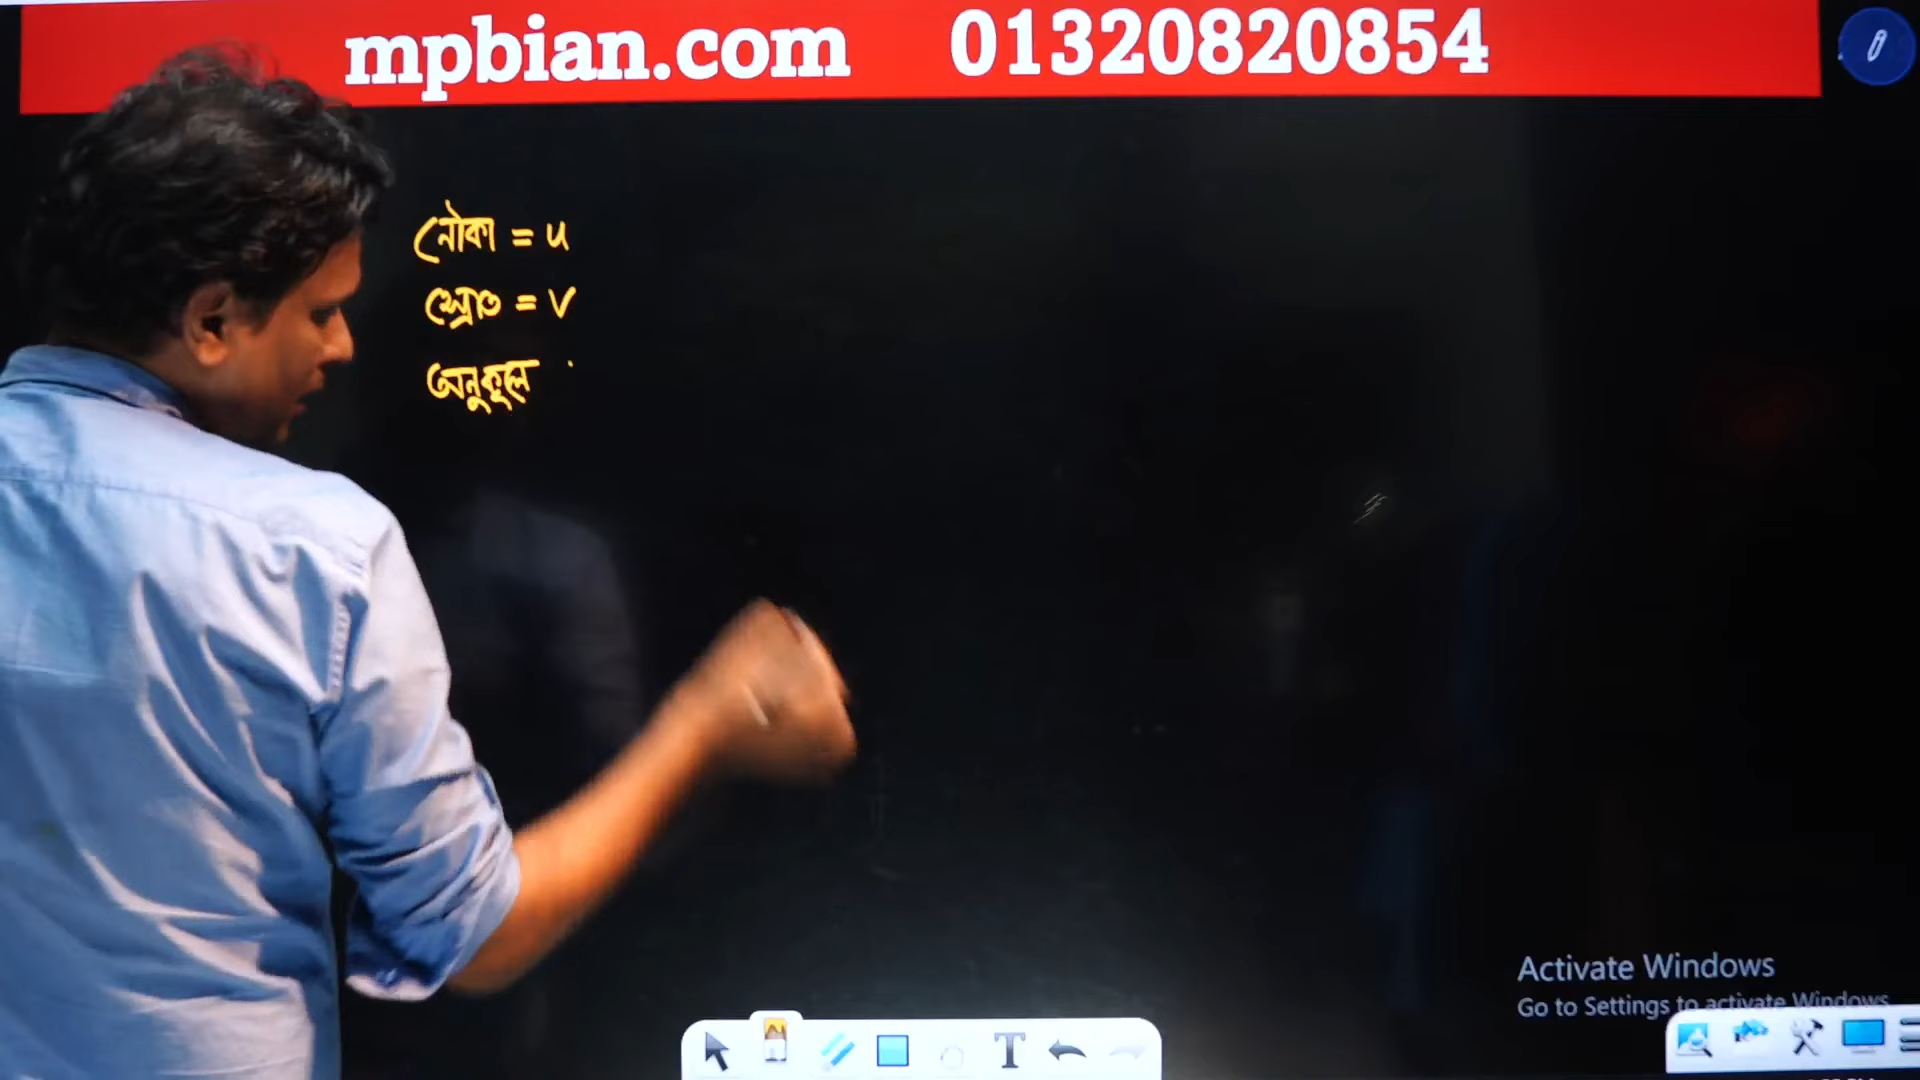 mpbian.com 01320820854
নৌকা = u
স্রোত = v
অনুকূলে
Activate Windows
Go to Settings to activate Windows
T